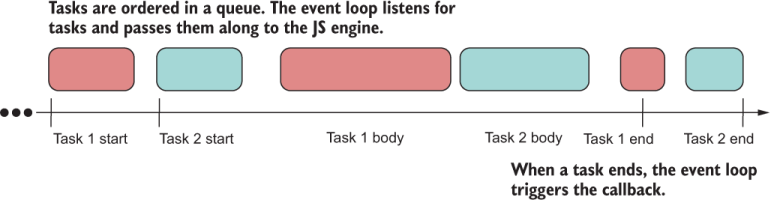 Tasks are ordered in a queue. The event loop listens for
tasks and passes them along to the JS engine.
Task 1 start
Task 2 start
Task 1 body
Task 2 body
Task 1 end
Task 2 end
When a task ends, the event loop
triggers the callback.